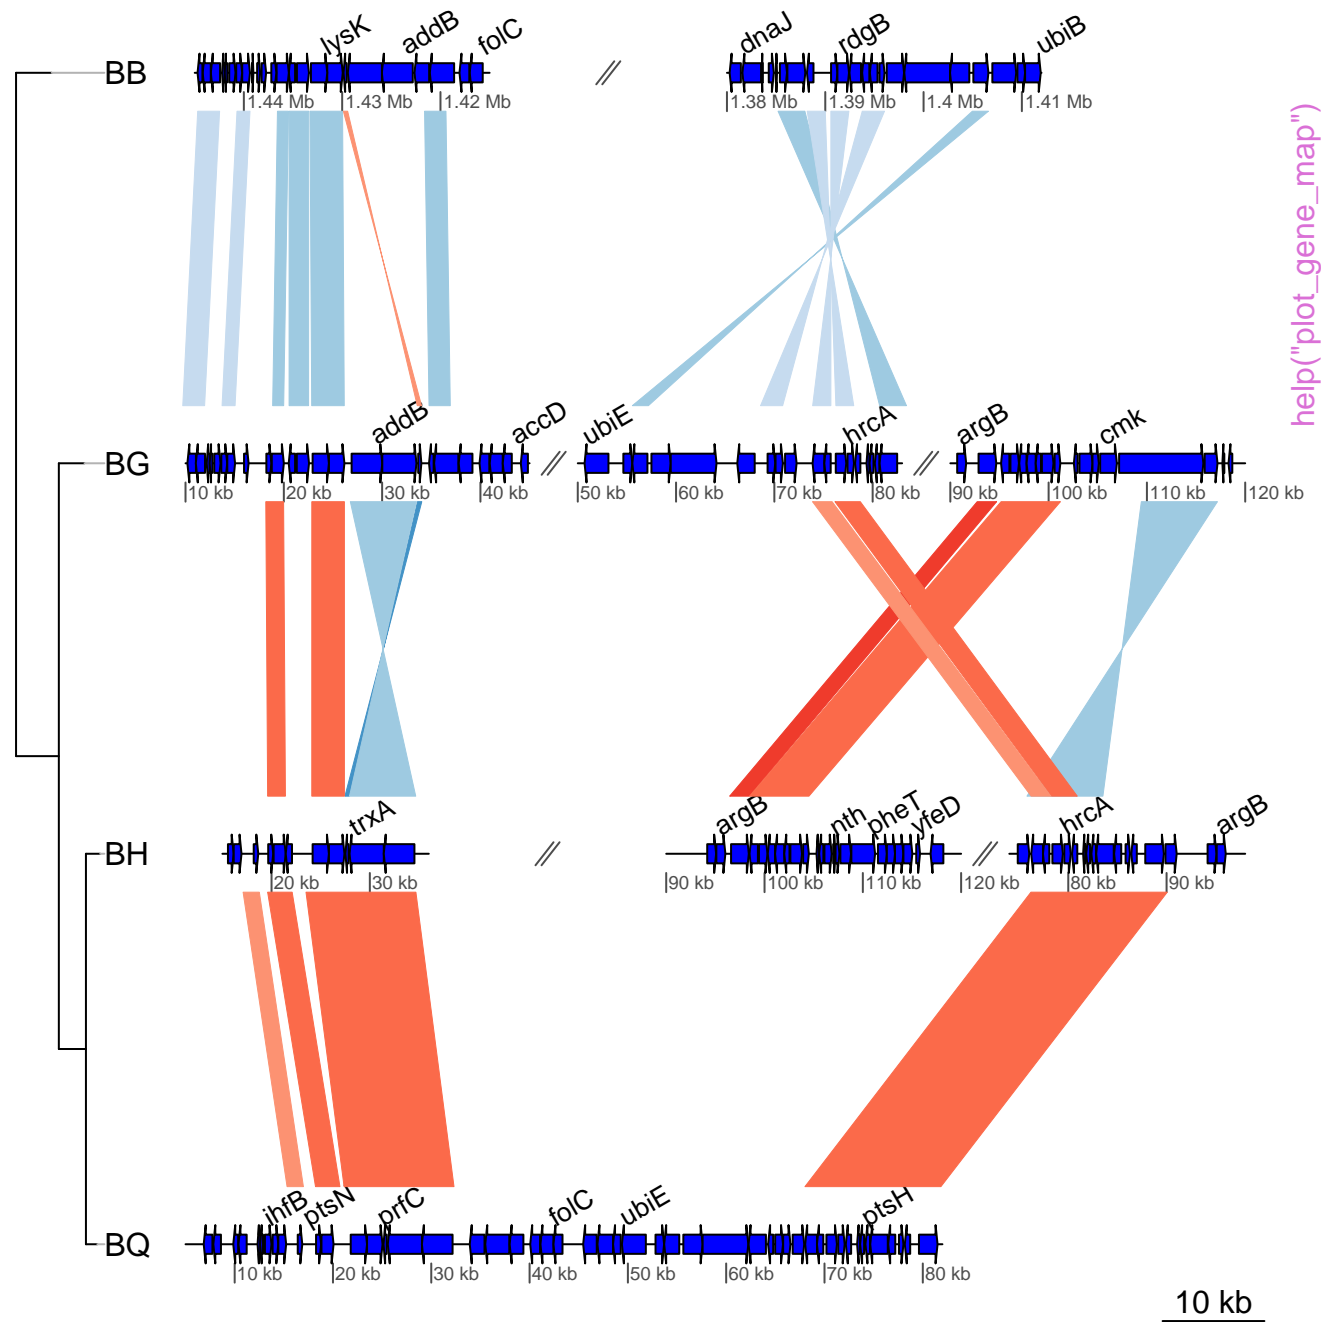 lysK addB folC dnaJ rdgB ubiB
BB
1.44 Mb 1.43 Mb 1.42 Mb 1.38 Mb 1.39 Mb 1.4 Mb 1.41 Mb
help("plot_gene_map")
addB accD ubiE hrcA argB cmk
BG
10 kb 20 kb 30 kb 40 kb 50 kb 60 kb 70 kb 80 kb 90 kb 100 kb 110 kb 120 kb
trxA argB nth pheT yfeD hrcA argB
BH
20 kb 30 kb 90 kb 100 kb 110 kb 120 kb 80 kb 90 kb
ihfB ptsN prfC folC ubiE ptsH
BQ
10 kb 20 kb 30 kb 40 kb 50 kb 60 kb 70 kb 80 kb
10 kb